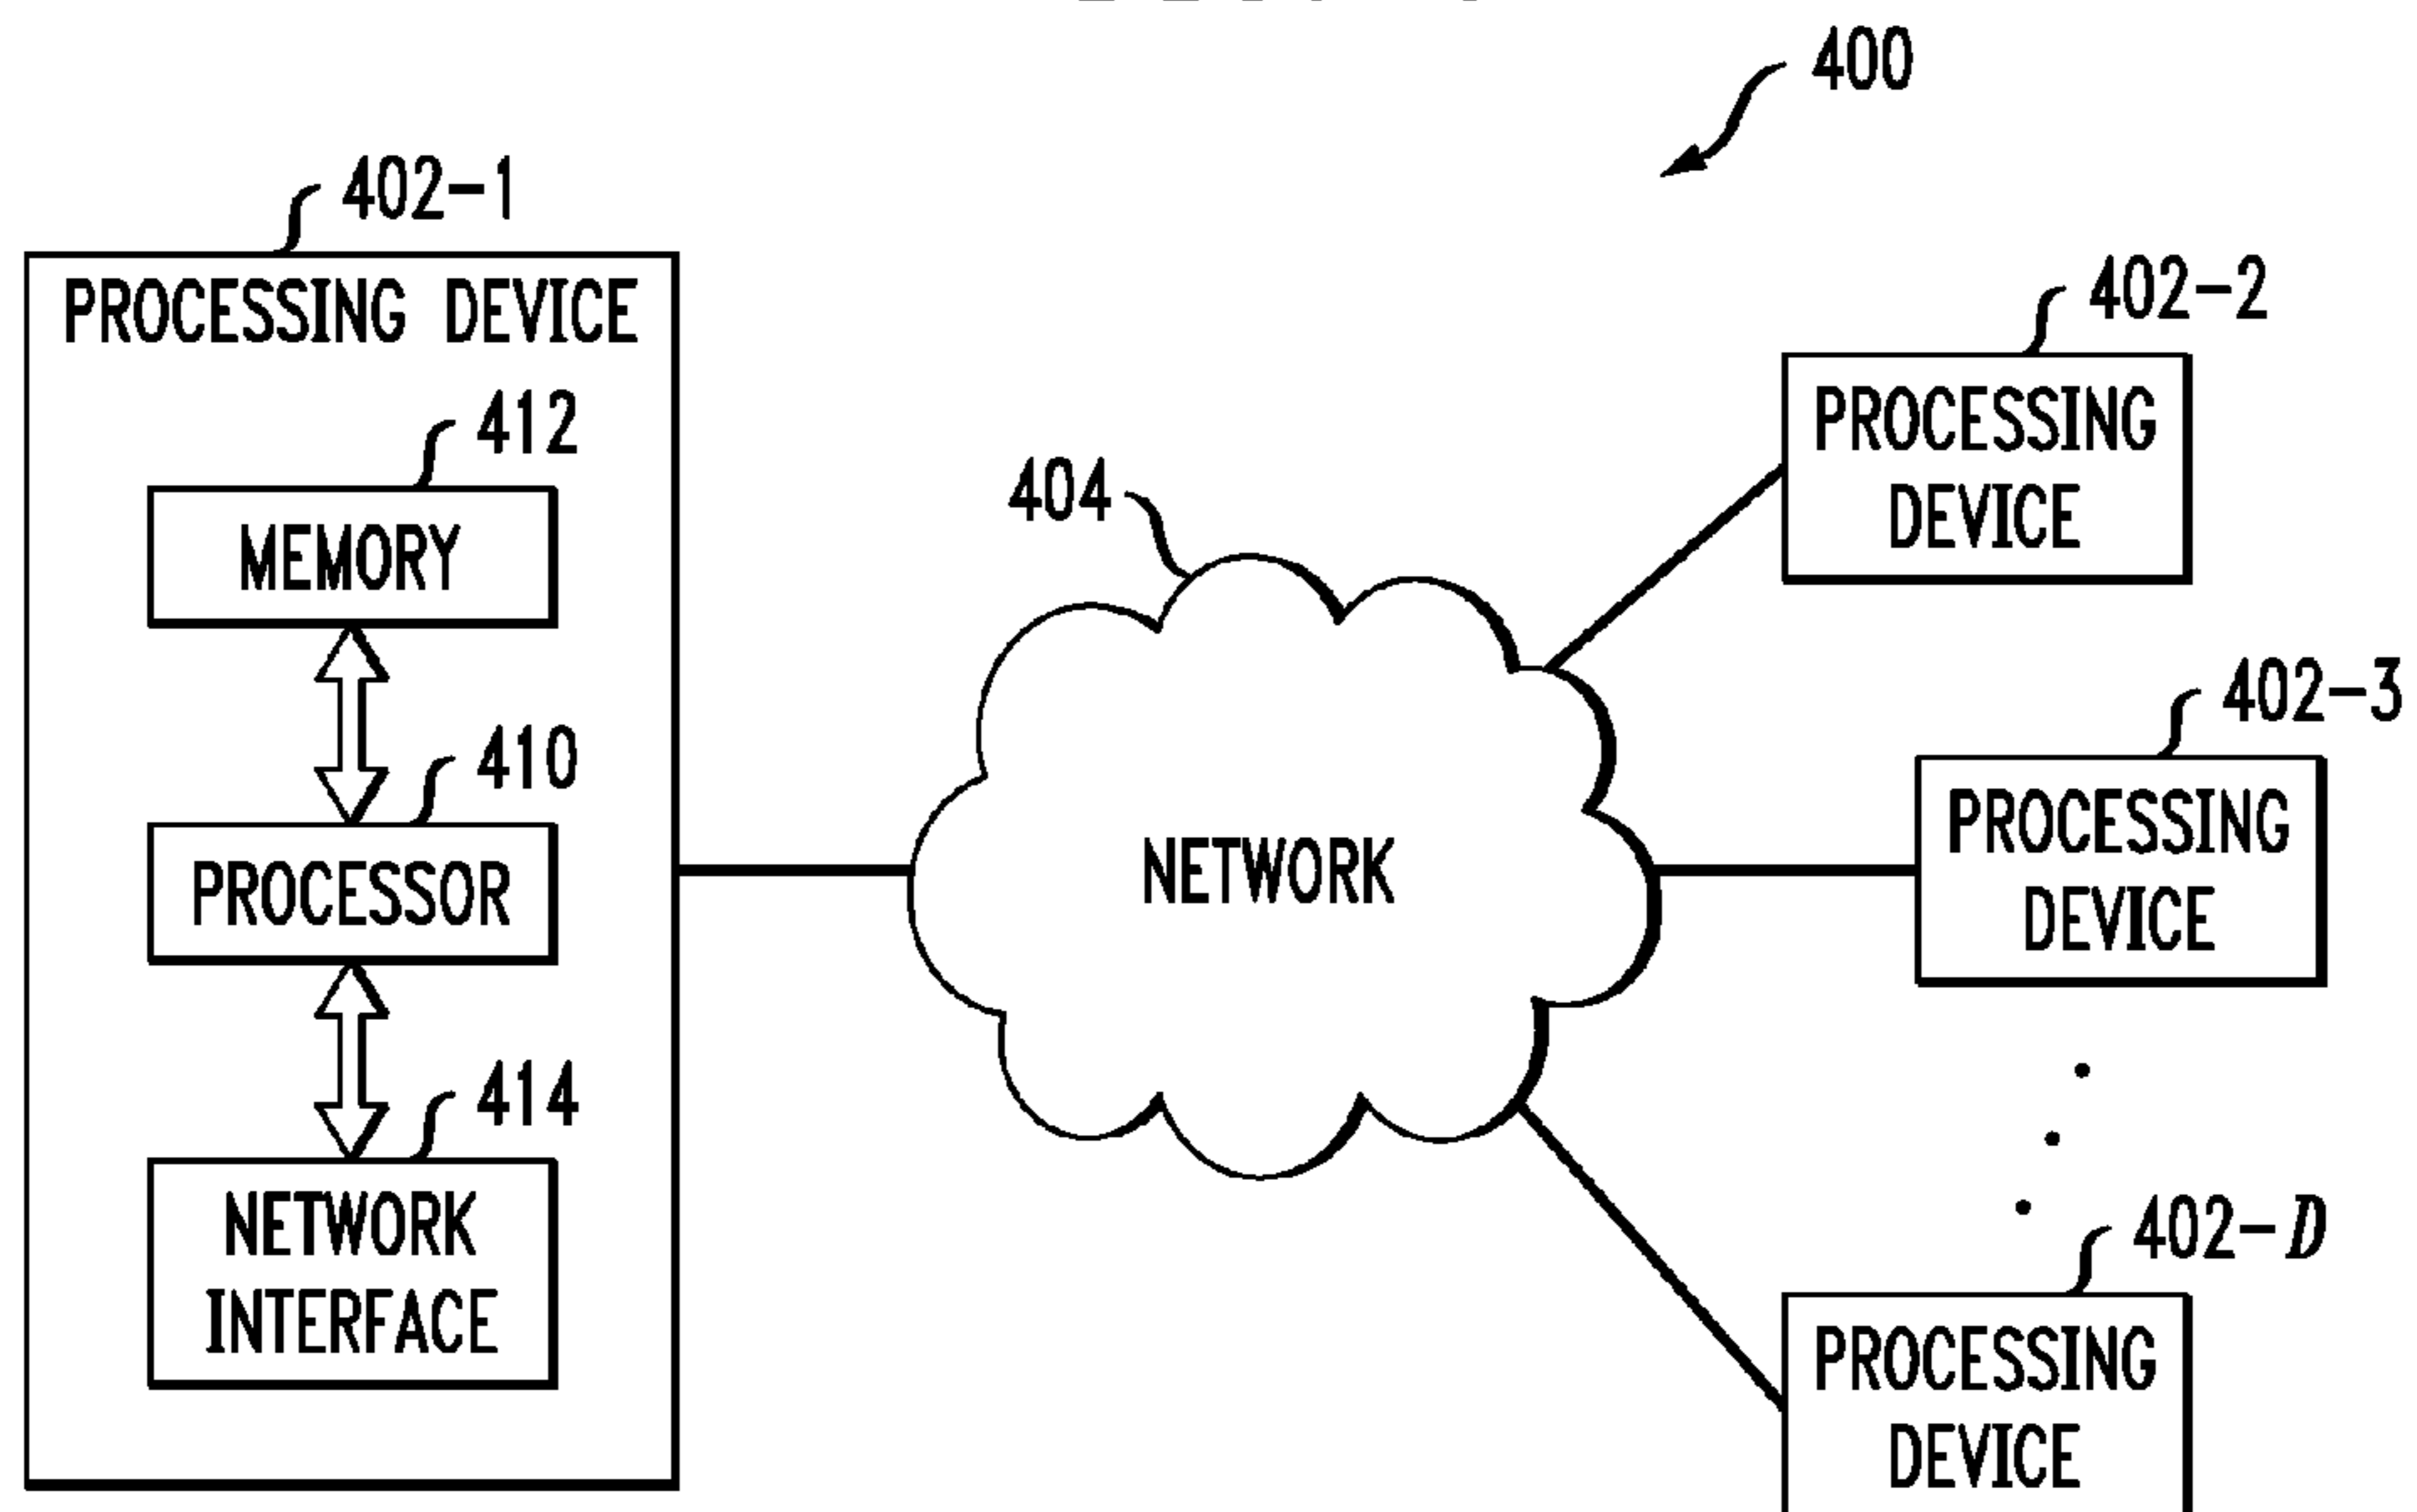 400
402-1
PROCESSING DEVICE
412
MEMORY
410
PROCESSOR
414
NETWORK
INTERFACE
404
NETWORK
402-2
PROCESSING
DEVICE
402-3
PROCESSING
DEVICE
402-D
PROCESSING
DEVICE